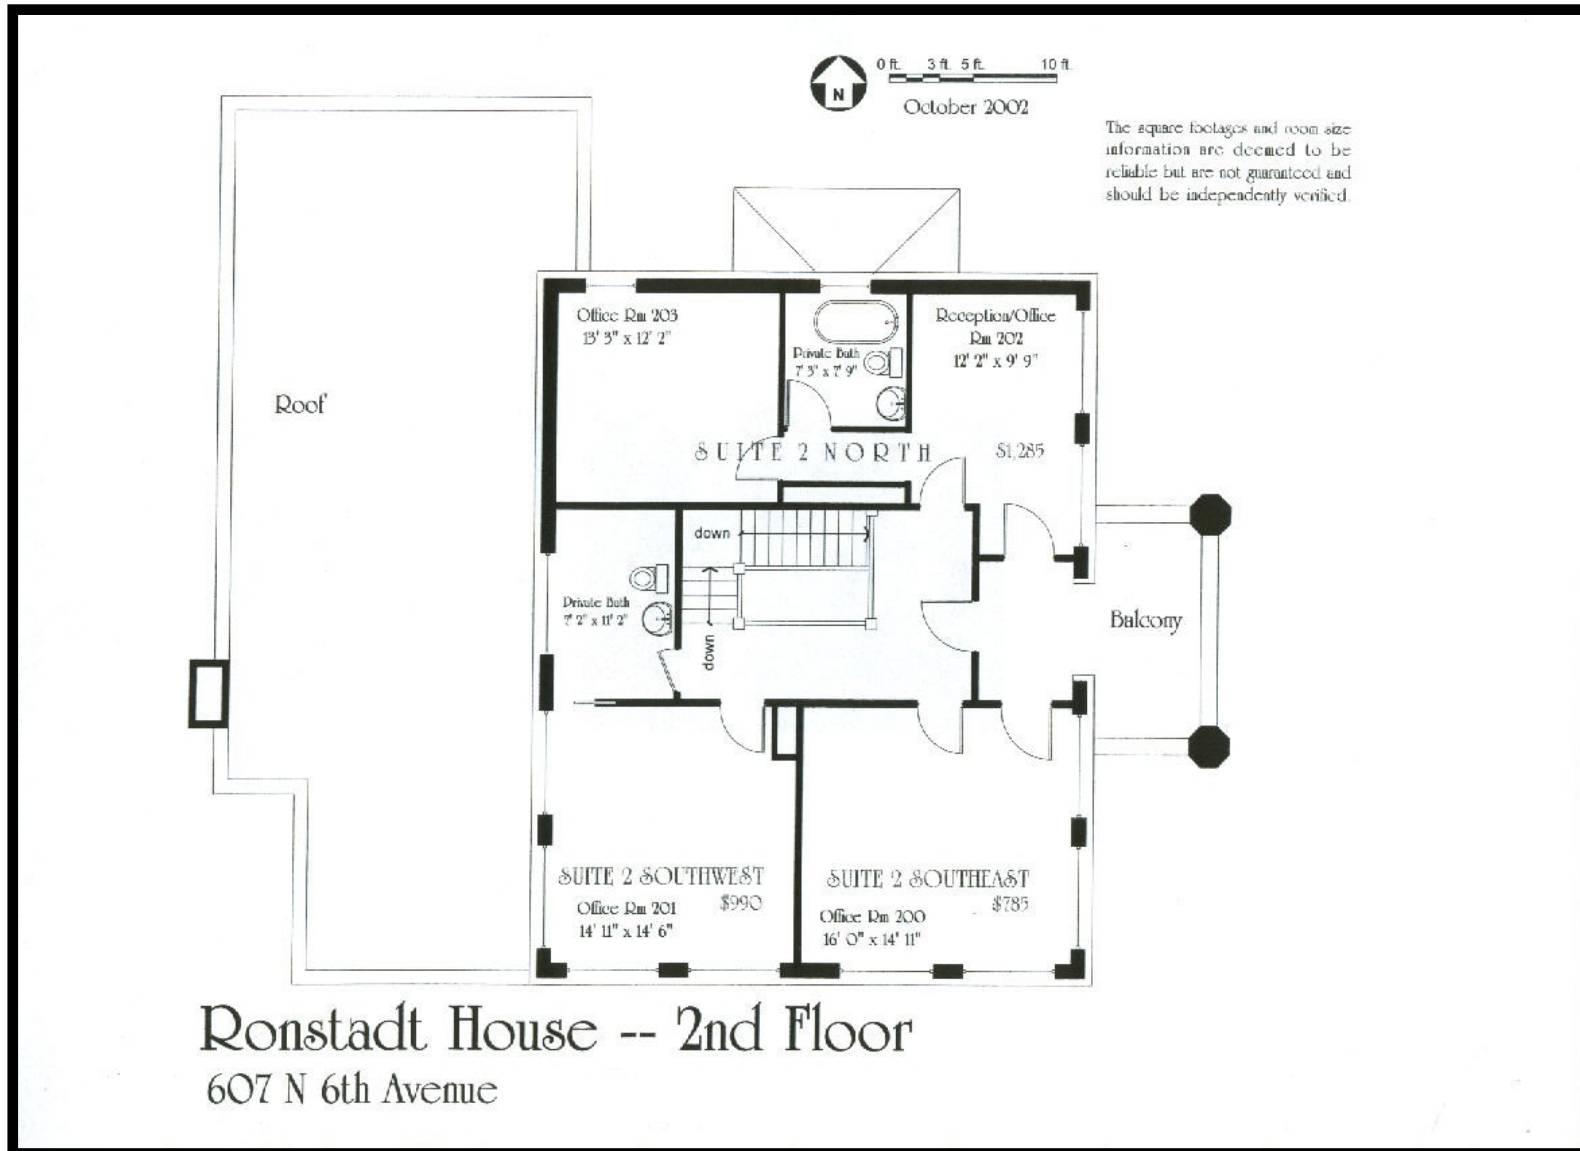 0 ft. 3 ft. 5 ft. 10 ft.
N
October 2002
The square footages and room size
information are deemed to be
reliable but are not guaranteed and
should be independently verified.
Office Rm 203
13' 3" x 12' 2"
Private Bath
7' 3" x 7' 9"
Reception/Office
Rm 202
12' 2" x 9' 9"
Roof
SUITE 2 NORTH
$1,285
down
Private Bath
7' 2" x 11' 2"
down
Balcony
SUITE 2 SOUTHWEST
$990
Office Rm 201
14' 11" x 14' 6"
SUITE 2 SOUTHEAST
$785
Office Rm 200
16' 0" x 14' 11"
Ronstadt House -- 2nd Floor
607 N 6th Avenue